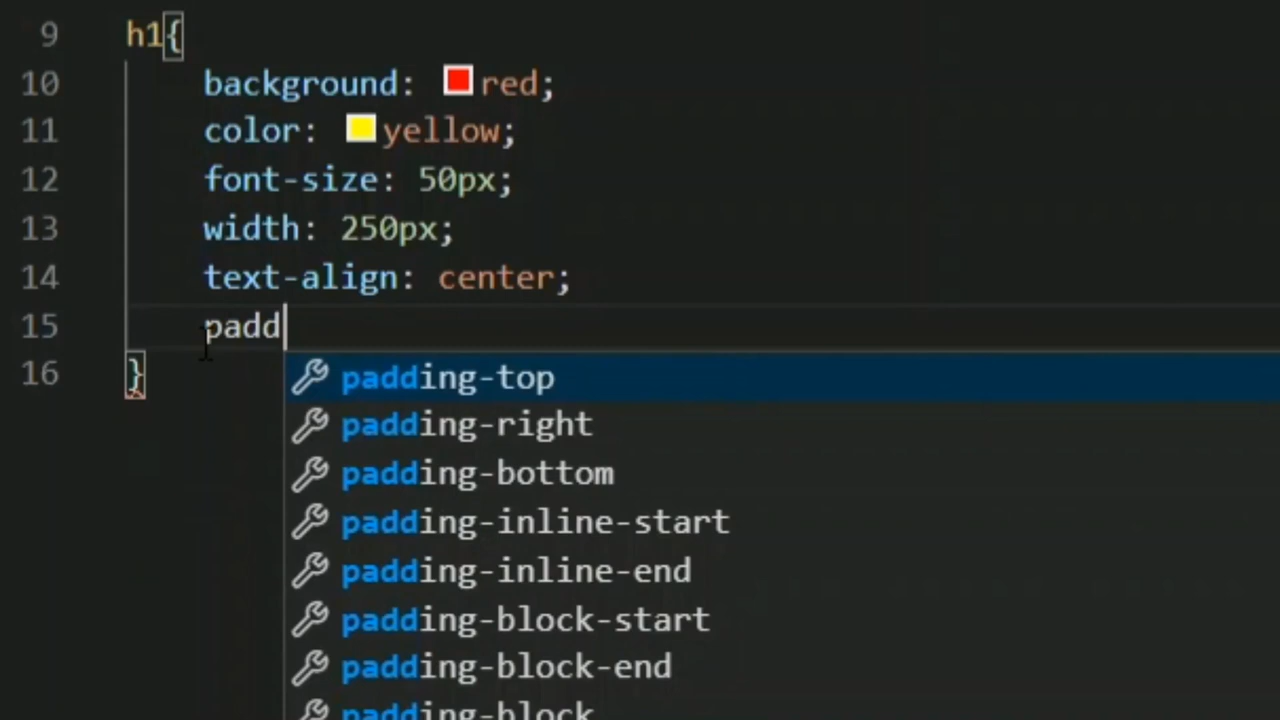 9 h1{
10 background: red;
11 color: yellow;
12 font-size: 50px;
13 width: 250px;
14 text-align: center;
15 padd
16 }
padding-top
padding-right
padding-bottom
padding-inline-start
padding-inline-end
padding-block-start
padding-block-end
padding-block